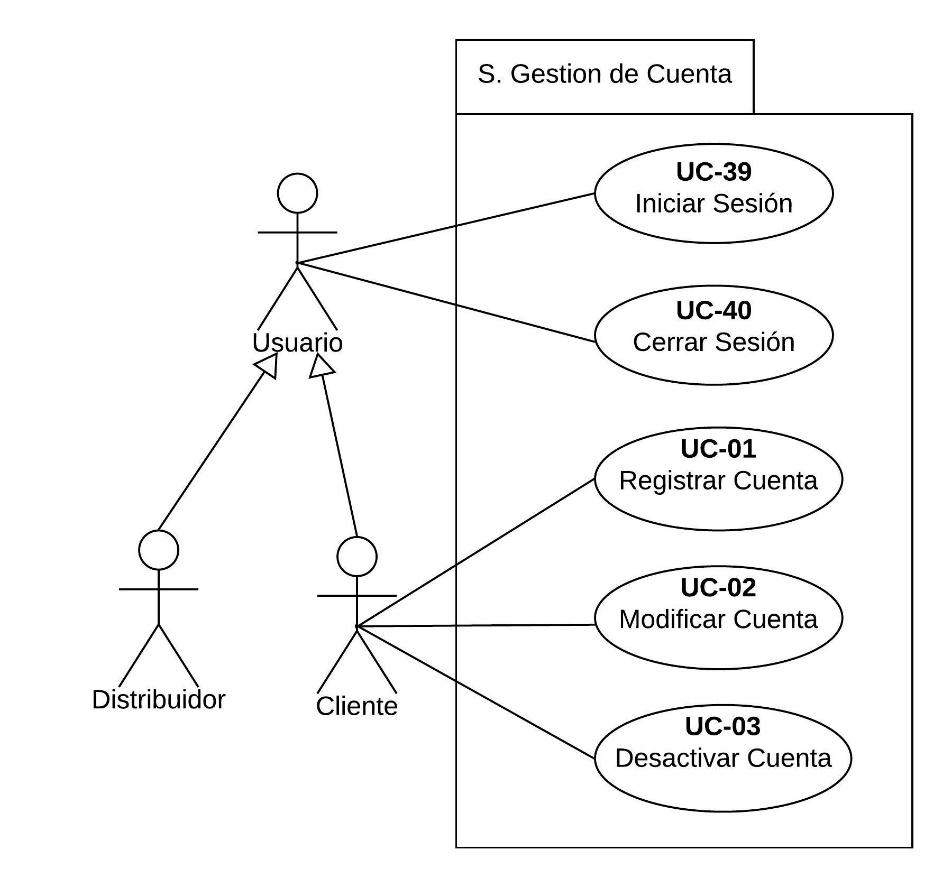 S. Gestion de Cuenta
UC-39
Iniciar Sesión
UC-40
Cerrar Sesión
Usuario
UC-01
Registrar Cuenta
UC-02
Modificar Cuenta
Distribuidor
Cliente
UC-03
Desactivar Cuenta